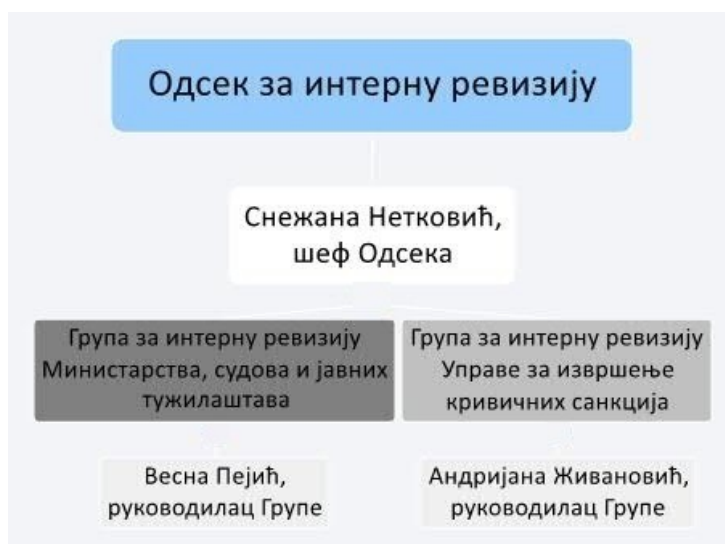 Одсек за интерну ревизију
Снежана Нетковић,
шеф Одсека
Група за интерну ревизију
Министарства, судова и јавних
тужилаштава
Група за интерну ревизију
Управе за извршење
кривичних санкција
Весна Пејић,
руководилац Групе
Андријана Живановић,
руководилац Групе